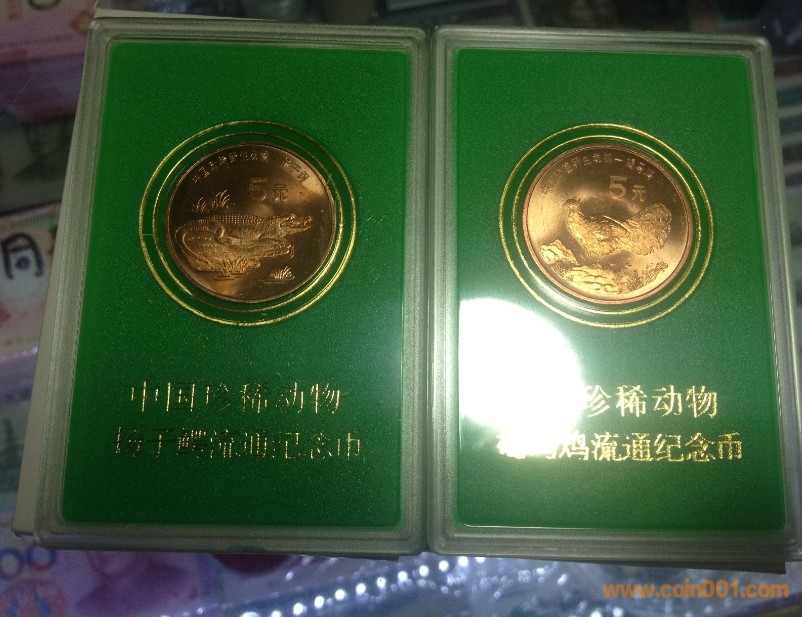 5元
中国珍稀动物
扬子鳄流通纪念币
5元
珍稀动物
鸡流通纪念币
同
www.coin001.com